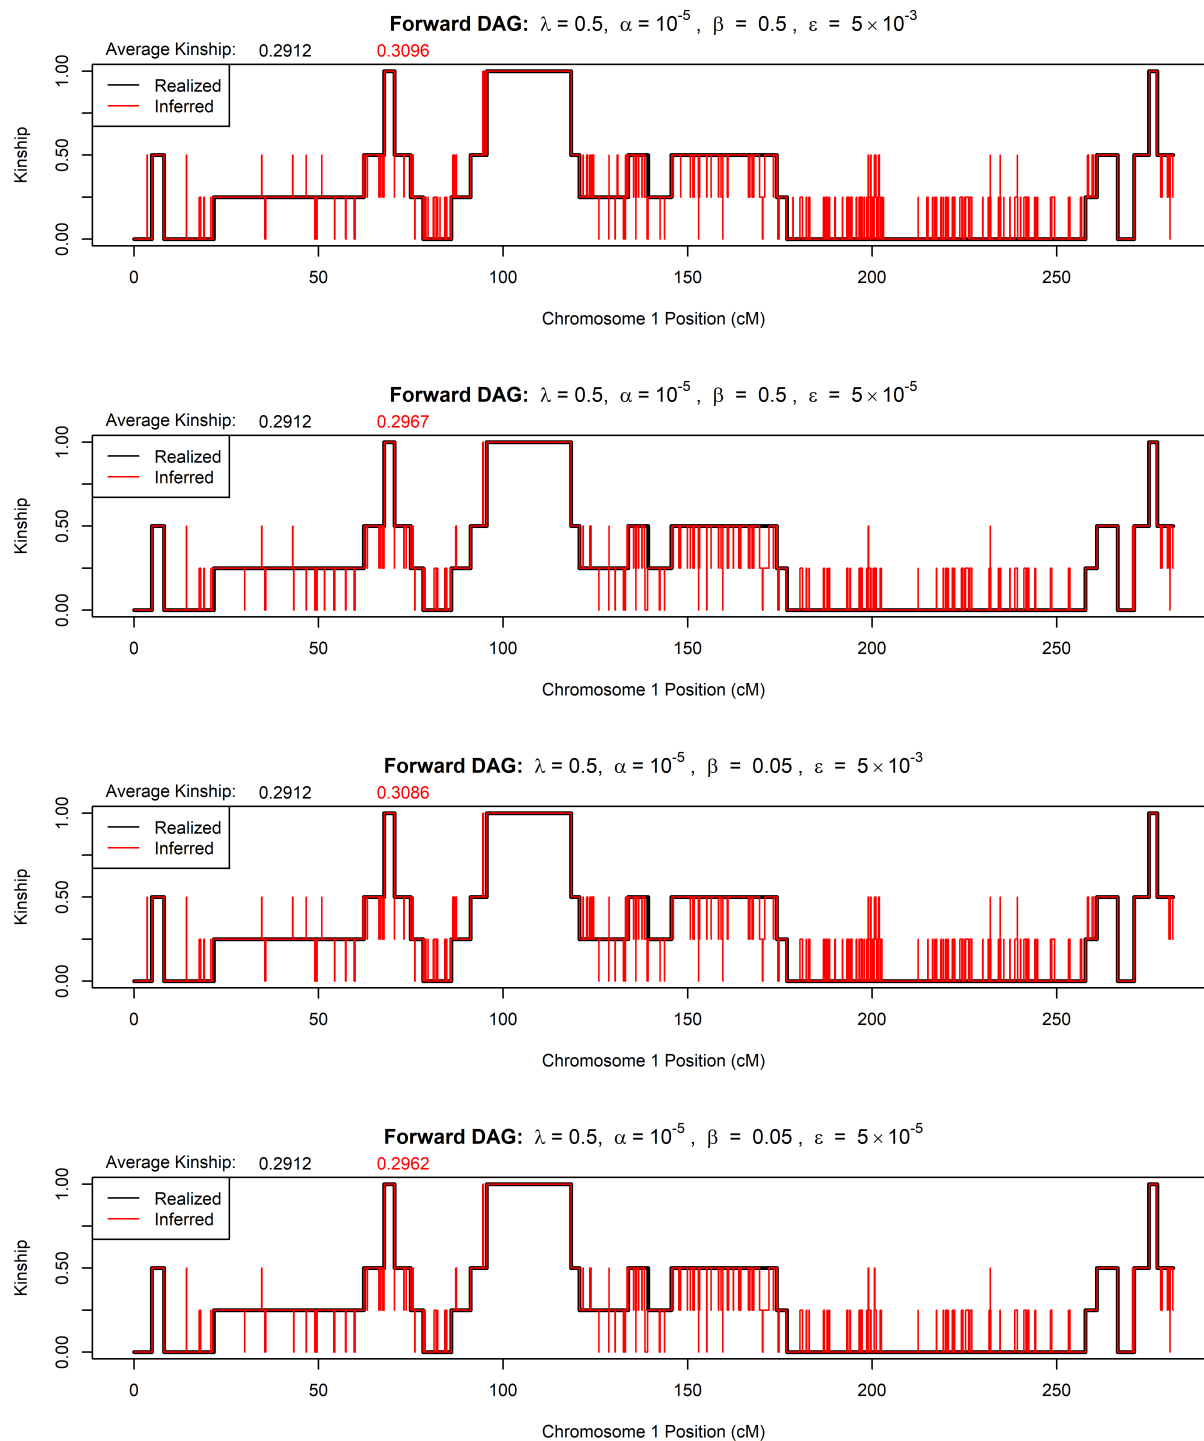 Forward DAG: λ = 0.5, α = 10^-5 , β = 0.5 , ε = 5 × 10^-3
Average Kinship: 0.2912 0.3096
Realized
Inferred
Kinship
0.00 0.50 1.00
0 50 100 150 200 250
Chromosome 1 Position (cM)
Forward DAG: λ = 0.5, α = 10^-5 , β = 0.5 , ε = 5 × 10^-5
Average Kinship: 0.2912 0.2967
Realized
Inferred
Kinship
0.00 0.50 1.00
0 50 100 150 200 250
Chromosome 1 Position (cM)
Forward DAG: λ = 0.5, α = 10^-5 , β = 0.05 , ε = 5 × 10^-3
Average Kinship: 0.2912 0.3086
Realized
Inferred
Kinship
0.00 0.50 1.00
0 50 100 150 200 250
Chromosome 1 Position (cM)
Forward DAG: λ = 0.5, α = 10^-5 , β = 0.05 , ε = 5 × 10^-5
Average Kinship: 0.2912 0.2962
Realized
Inferred
Kinship
0.00 0.50 1.00
0 50 100 150 200 250
Chromosome 1 Position (cM)